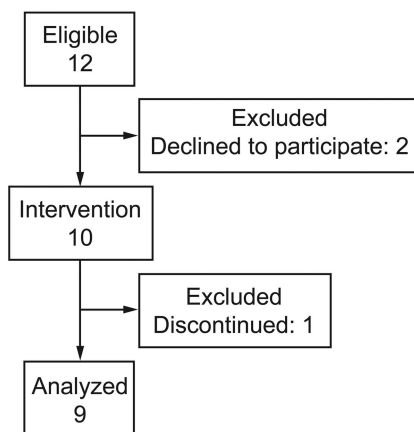 Eligible
12
Excluded
Declined to participate: 2
Intervention
10
Excluded
Discontinued: 1
Analyzed
9